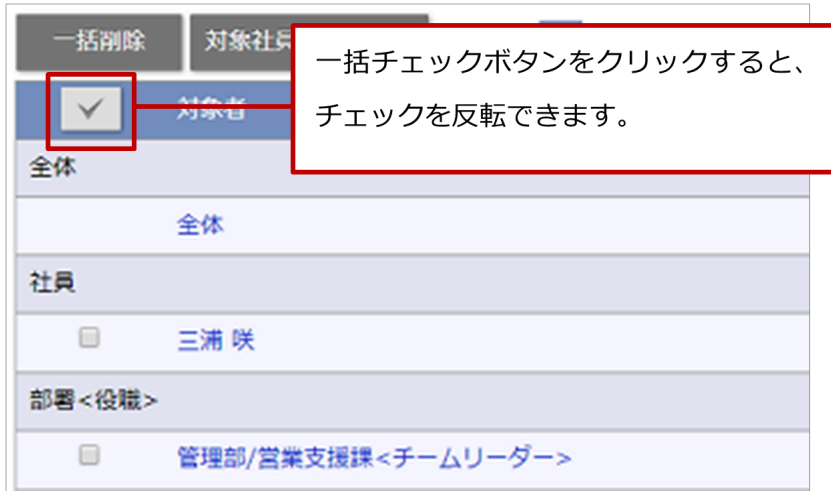 一括削除
対象社員
一括チェックボタンをクリックすると、
チェックを反転できます。
対象者
全体
全体
社員
三浦 咲
部署<役職>
管理部/営業支援課<チームリーダー>